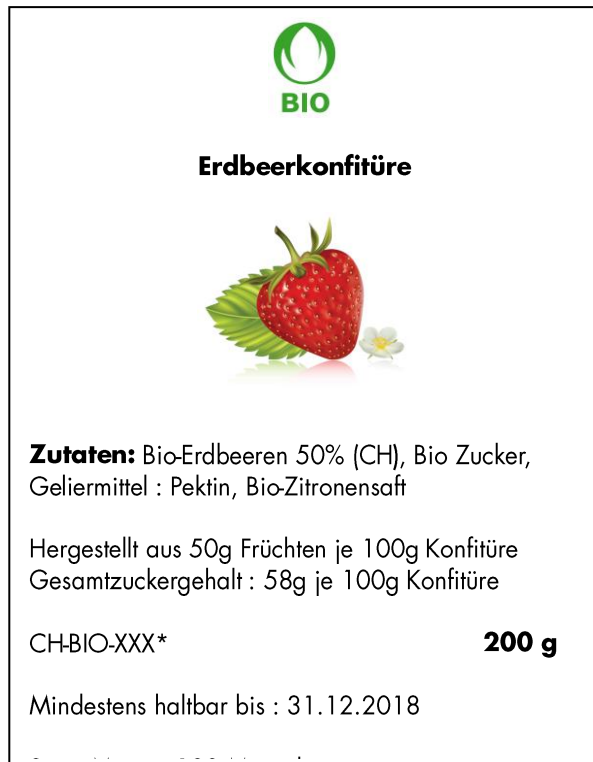 BIO
Erdbeerkonfitüre
Zutaten: Bio-Erdbeeren 50% (CH), Bio Zucker,
Geliermittel : Pektin, Bio-Zitronensaft
Hergestellt aus 50g Früchten je 100g Konfitüre
Gesamtzuckergehalt : 58g je 100g Konfitüre
CH-BIO-XXX* 200 g
Mindestens haltbar bis : 31.12.2018